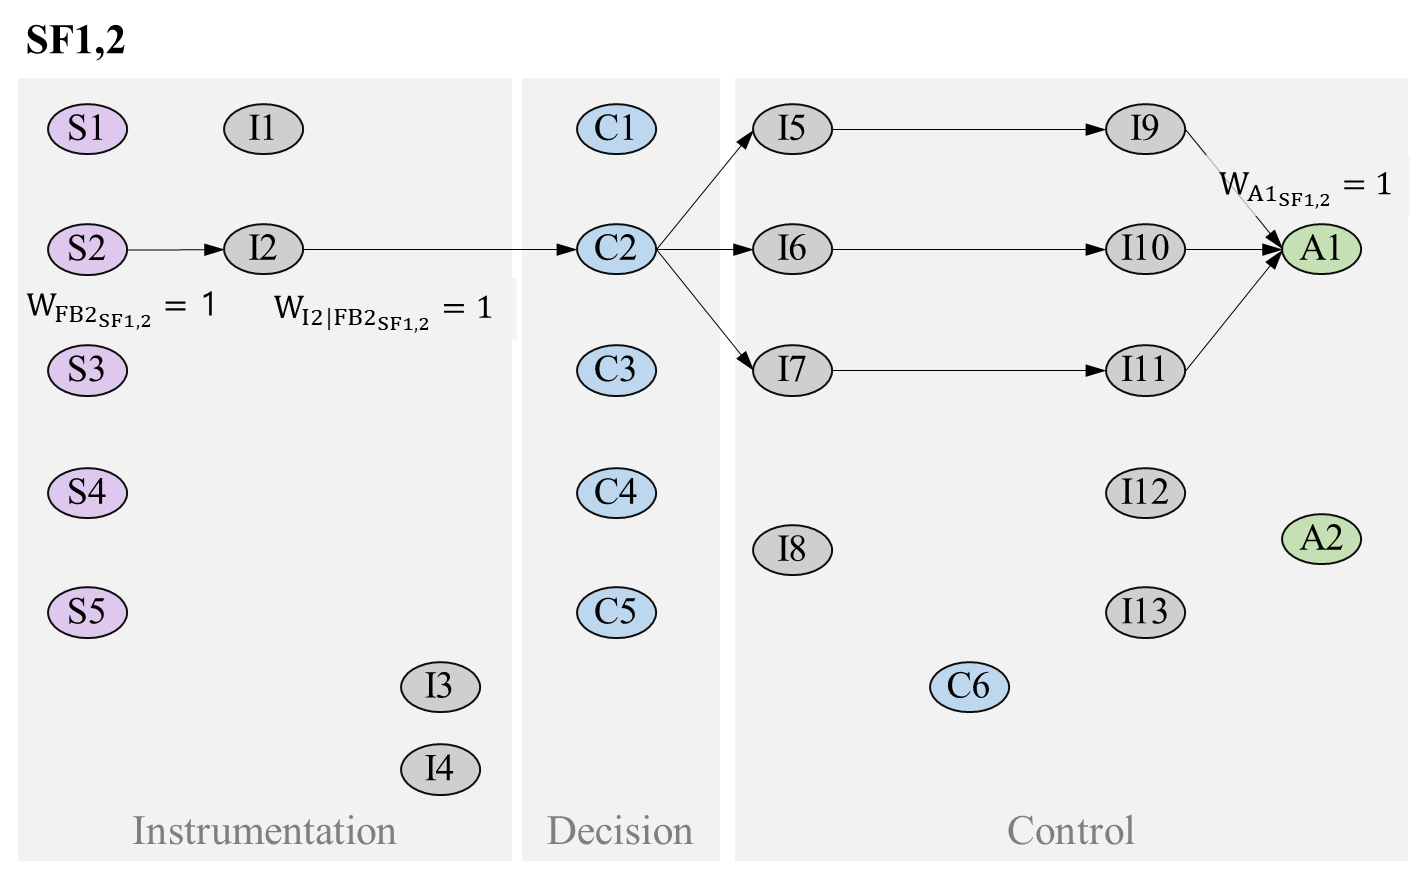 SF1,2
S1 I1 C1 I5 I9
W_A1_SF1,2 = 1
S2 I2 C2 I6 I10 A1
W_FB2_SF1,2 = 1 W_I2|FB2_SF1,2 = 1
S3 C3 I7 I11
S4 C4 I12
I8 A2
S5 C5 I13
I3 C6
I4
Instrumentation Decision Control